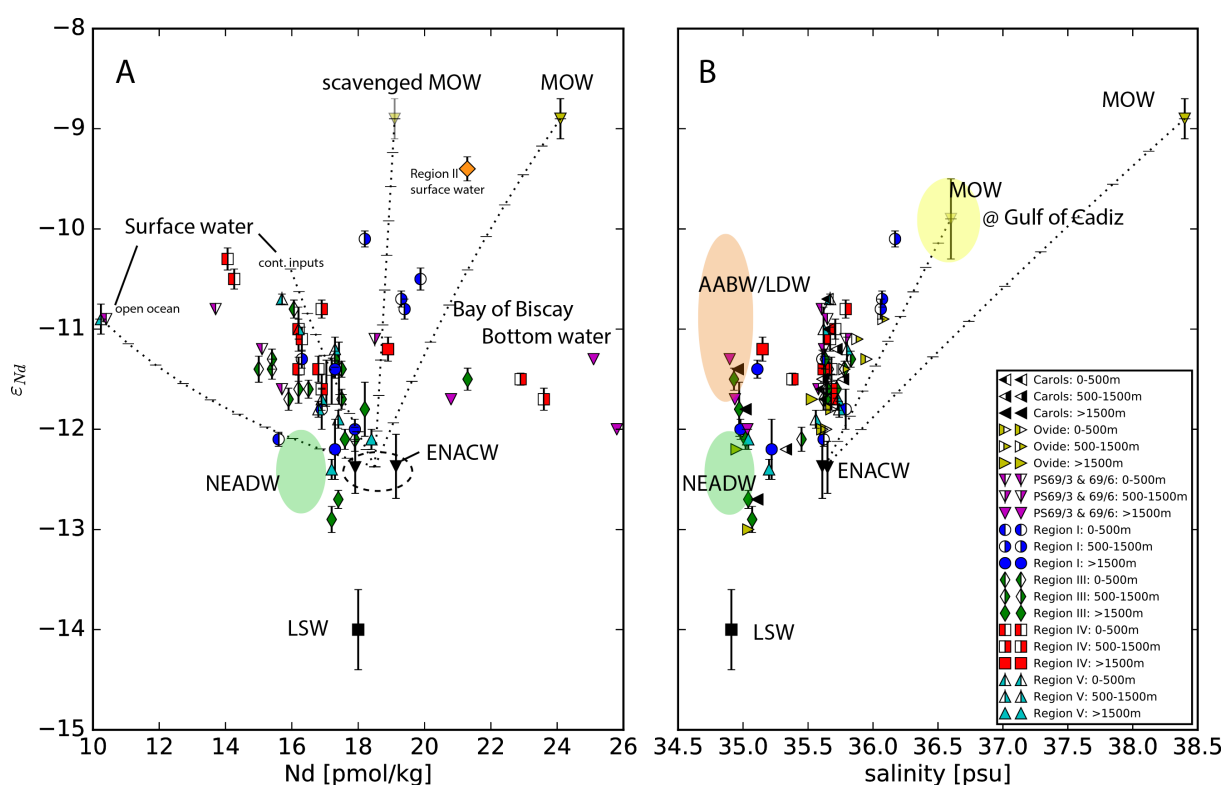 A
scavenged MOW
MOW
Region II
surface water
Surface water
cont. inputs
open ocean
Bay of Biscay
Bottom water
NEADW
ENACW
LSW
εNd
−8
−9
−10
−11
−12
−13
−14
−15
10 12 14 16 18 20 22 24 26
Nd [pmol/kg]
B
MOW
MOW
@ Gulf of Cadiz
AABW/LDW
NEADW
ENACW
LSW
34.5 35.0 35.5 36.0 36.5 37.0 37.5 38.0 38.5
salinity [psu]
Carols: 0-500m
Carols: 500-1500m
Carols: >1500m
Ovide: 0-500m
Ovide: 500-1500m
Ovide: >1500m
PS69/3 & 69/6: 0-500m
PS69/3 & 69/6: 500-1500m
PS69/3 & 69/6: >1500m
Region I: 0-500m
Region I: 500-1500m
Region I: >1500m
Region III: 0-500m
Region III: 500-1500m
Region III: >1500m
Region IV: 0-500m
Region IV: 500-1500m
Region IV: >1500m
Region V: 0-500m
Region V: 500-1500m
Region V: >1500m